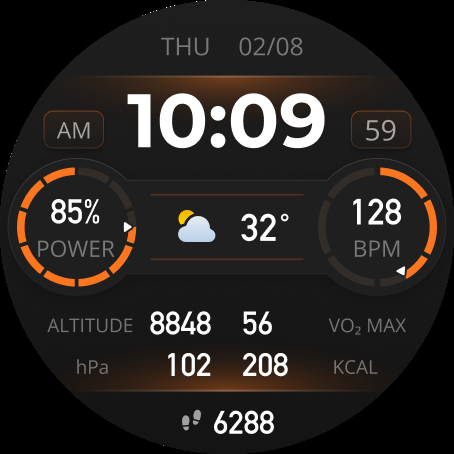 THU 02/08
10:09
AM 59
85% 32° 128
POWER BPM
ALTITUDE 8848 56 VO₂ MAX
hPa 102 208 KCAL
6288